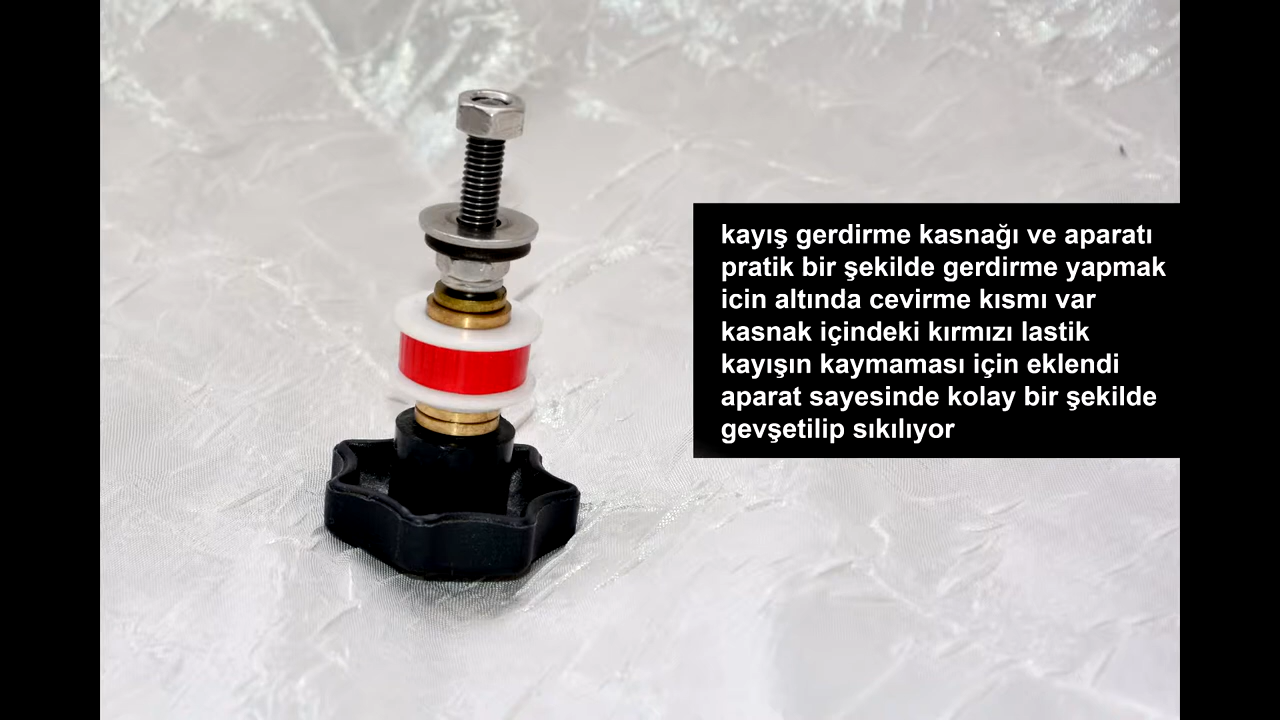 kayış gerdirme kasnağı ve aparatı
pratik bir şekilde gerdirme yapmak
icin altında cevirme kısmı var
kasnak içindeki kırmızı lastik
kayışın kaymaması için eklendi
aparat sayesinde kolay bir şekilde
gevşetilip sıkılıyor